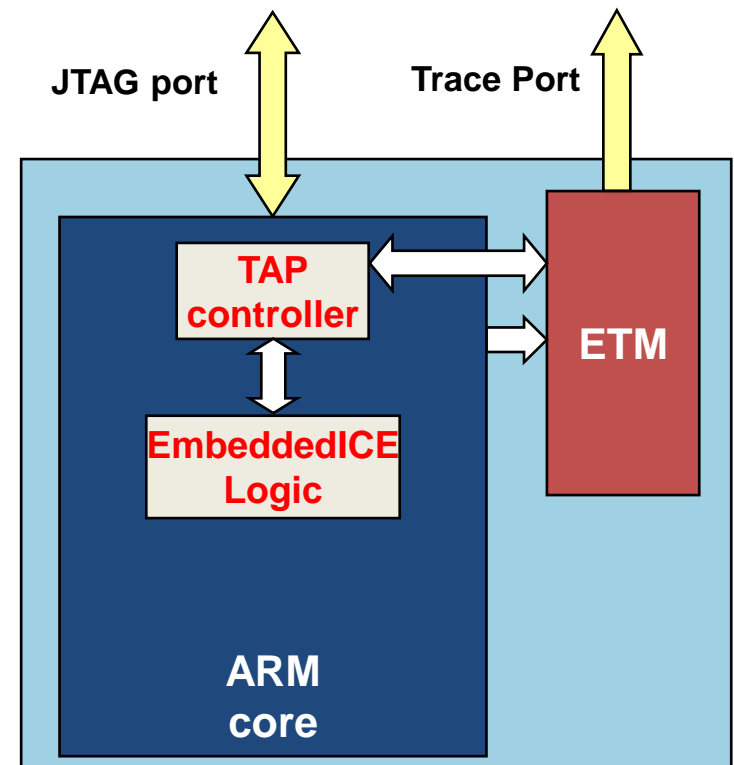 JTAG port
Trace Port
TAP
controller
ETM
EmbeddedICE
Logic
ARM
core